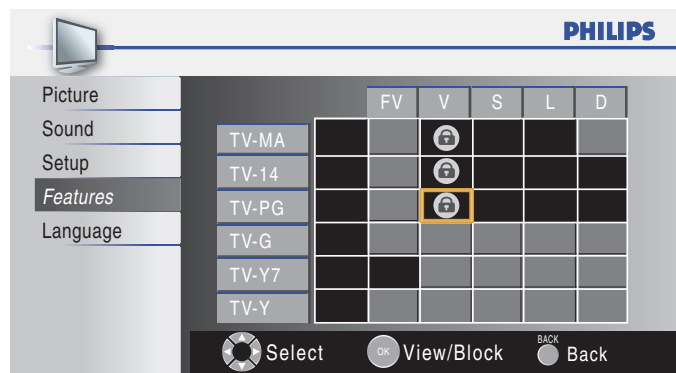 PHILIPS
Picture
Sound
Setup
Features
Language
FV V S L D
TV-MA
TV-14
TV-PG
TV-G
TV-Y7
TV-Y
Select
OK View/Block
BACK Back